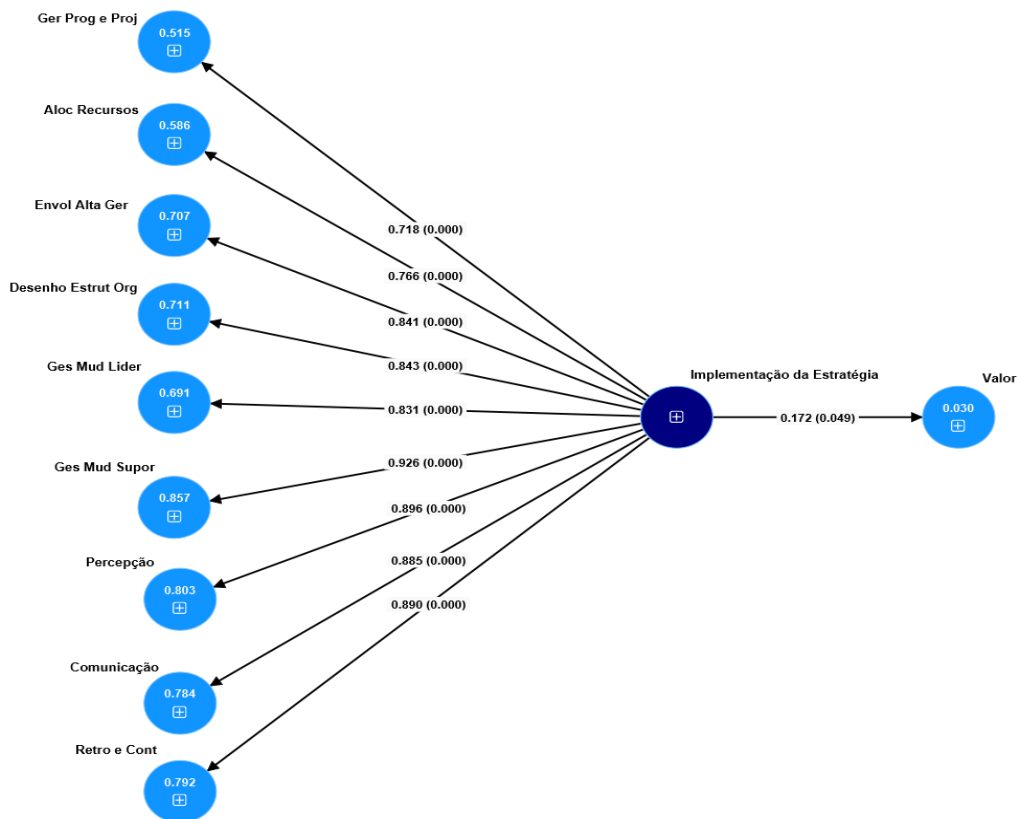 Ger Prog e Proj
0.515
Aloc Recursos
0.586
Envol Alta Ger
0.707
Desenho Estrut Org
0.711
Ges Mud Lider
0.691
Ges Mud Supor
0.857
Percepção
0.803
Comunicação
0.784
Retro e Cont
0.792
0.718 (0.000)
0.766 (0.000)
0.841 (0.000)
0.843 (0.000)
0.831 (0.000)
0.926 (0.000)
0.896 (0.000)
0.885 (0.000)
0.890 (0.000)
Implementação da Estratégia
0.172 (0.049)
Valor
0.030